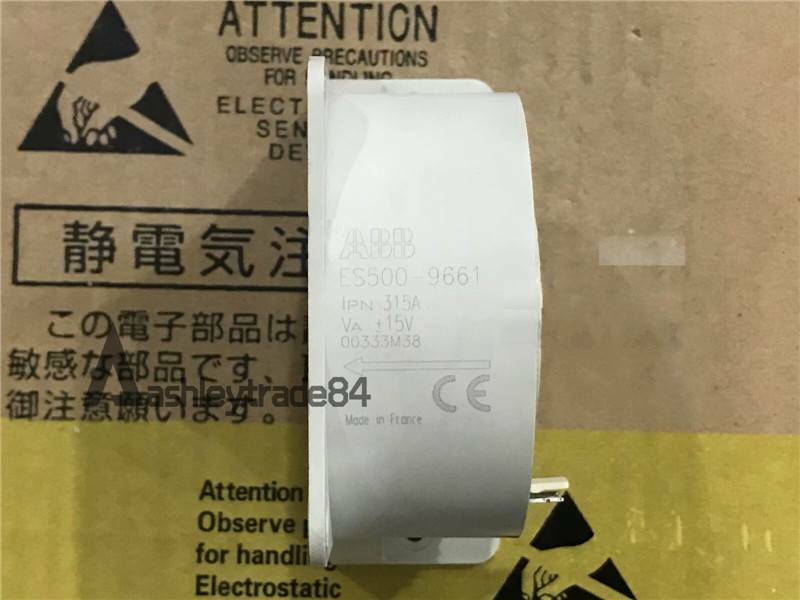 ATTENTION
OBSERVE PRECAUTIONS
FOR HANDLING
ELECT
SEN
DE
静電気注
この電子部品は
敏感な部品です、
御注意願います。
ashleytrade84
ABB
ES500-9661
IPN 315A
VA ±15V
00333M38
CE
Made in France
Attention
Observe
for handli
Electrostatic